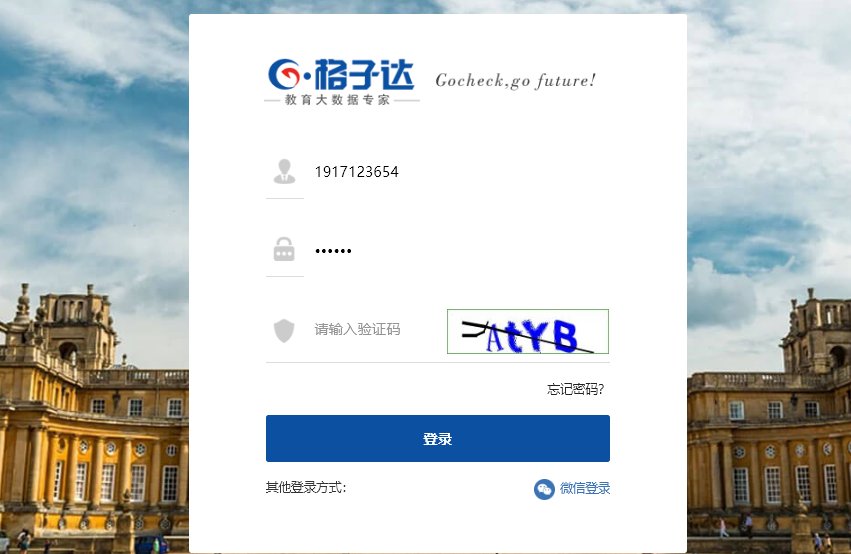 格子达
教育大数据专家
Gocheck,go future!
1917123654
••••••
请输入验证码
AtYB
忘记密码？
登录
其他登录方式：
微信登录